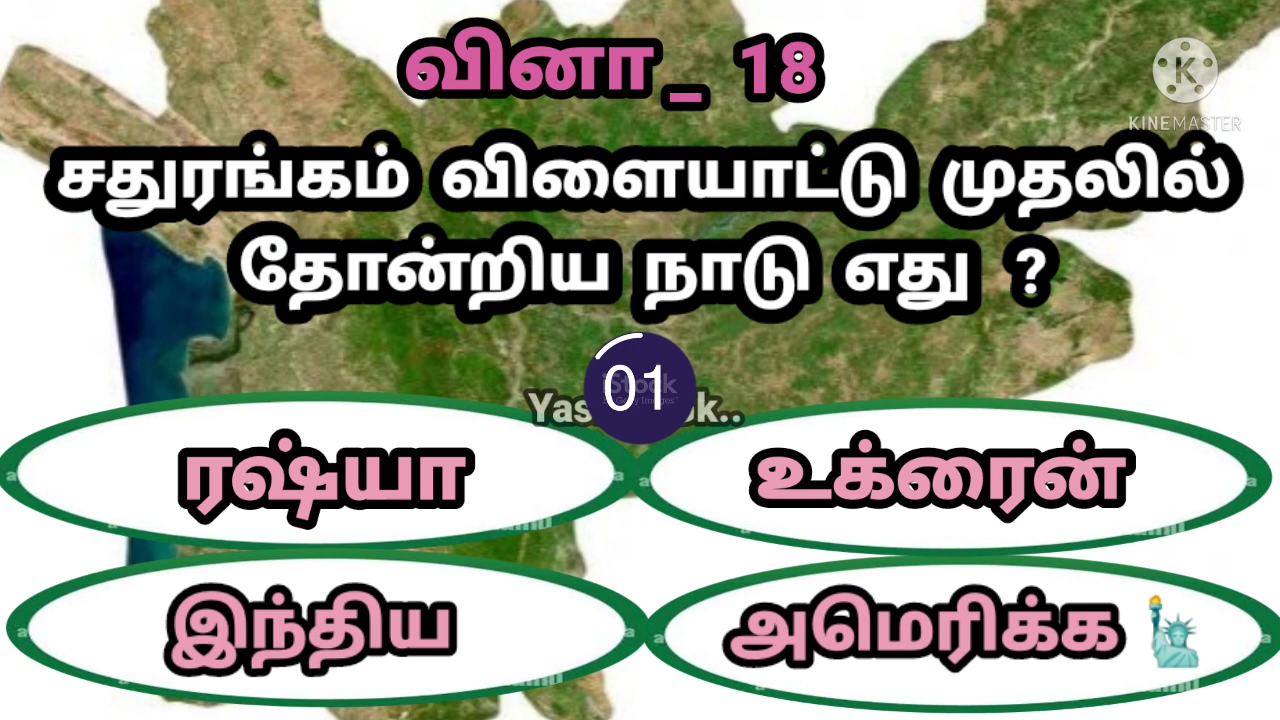 வினா _ 18
KINEMASTER
சதுரங்கம் விளையாட்டு முதலில்
தோன்றிய நாடு எது ?
01
ரஷ்யா
உக்ரைன்
இந்திய
அமெரிக்க